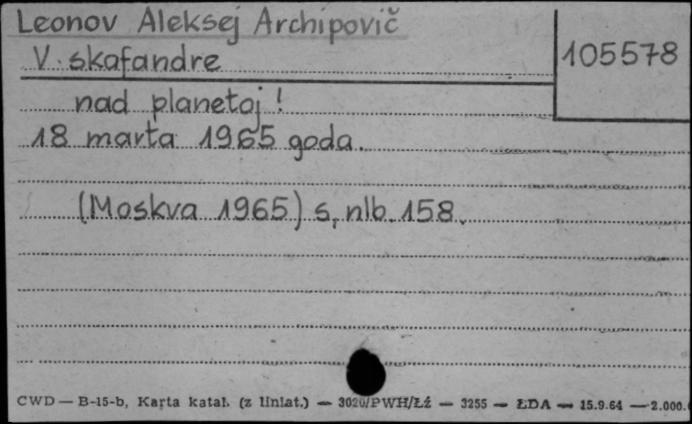 Leonov Aleksej Archipovič
V skafandre
105578
nad planetoj!
18 marta 1965 goda.
(Moskva 1965) s, nlb. 158.
CWD — B-15-b, Karta katal. (z liniat.) — 3020/PWH/Łź — 3255 — ŁDA — 15.9.64 — 2.000.